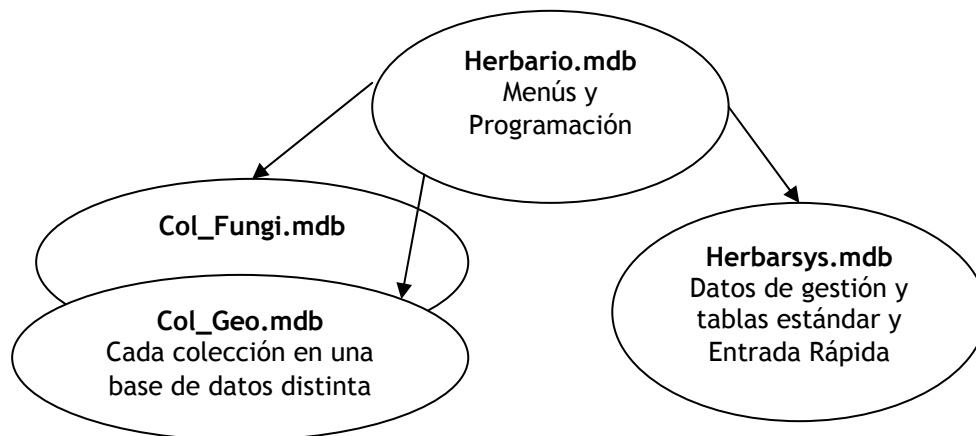 Herbario.mdb
Menús y
Programación
Col_Fungi.mdb
Col_Geo.mdb
Cada colección en una
base de datos distinta
Herbarsys.mdb
Datos de gestión y
tablas estándar y
Entrada Rápida